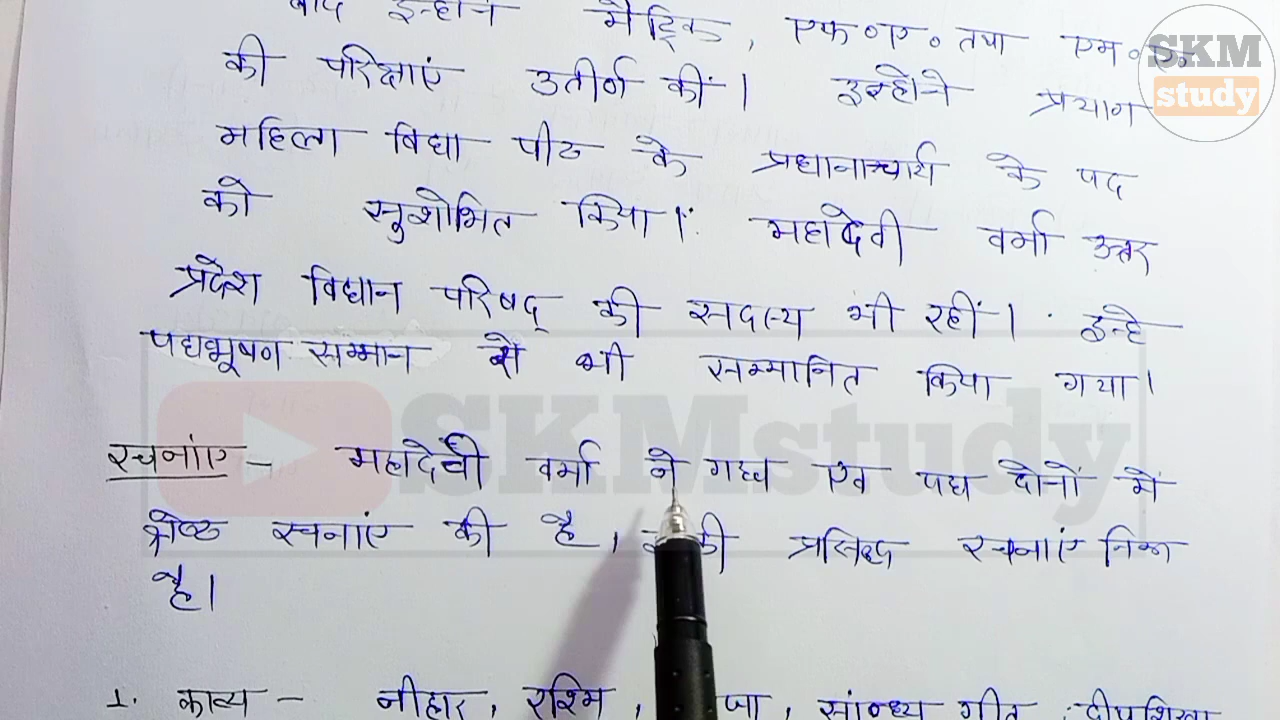 बाद इन्होने मैट्रिक, एफ०ए० तथा एम०ए०
की परिक्षाएं उतीर्ण कीं। इन्होने प्रयाग
महिला विधा पीठ के प्रधानाचार्य के पद
को सुशोभित किया। महादेवी वर्मा उत्तर
प्रदेश विधान परिषद् की सदस्य भी रहीं। इन्हे
पद्मभूषण सम्मान से भी सम्मानित किया गया।
रचनांए - महादेवी वर्मा ने गद्य एव पद्य दोनों में
श्रेष्ठ रचनांए की है, की प्रसिद्ध रचनांए निम्न
है।
1. काव्य - नीहार, रश्मि, जा, सांन्ध्य गीत, दीपशिखा
SKM
study
SKMstudy